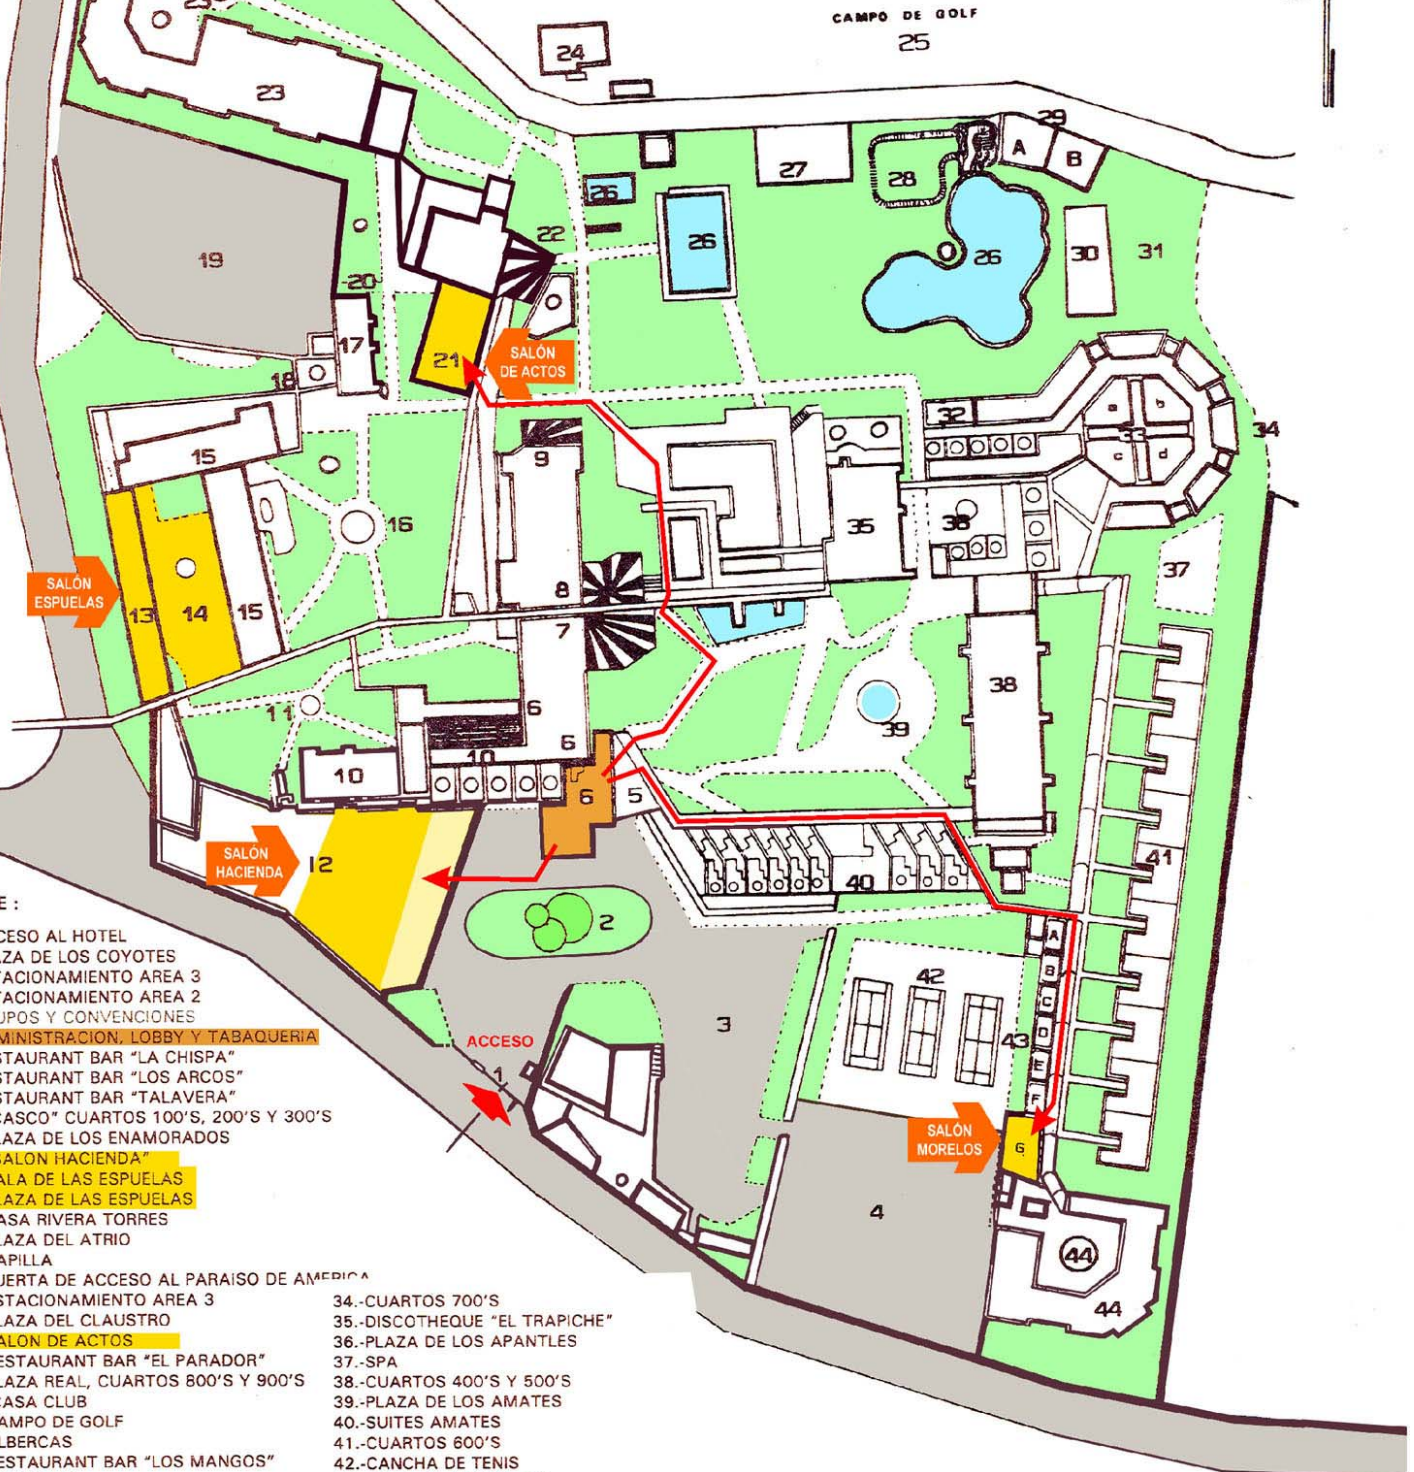 CAMPO DE GOLF
25
24
23
23
29
A
B
27
28
26
19
22
26
26
30
31
20
17
21
SALÓN
DE ACTOS
18
32
a
b
33
34
c
d
15
9
16
35
36
SALÓN
ESPUELAS
13
14
15
8
37
7
11
6
38
39
6
10
10
6
5
SALÓN
HACIENDA
12
40
41
2
A
B
C
D
E
F
42
43
3
ACCESO
1
SALÓN
MORELOS
G
4
44
44
E :
CESO AL HOTEL
AZA DE LOS COYOTES
TACIONAMIENTO AREA 3
TACIONAMIENTO AREA 2
UPOS Y CONVENCIONES
MINISTRACION, LOBBY Y TABAQUERIA
STAURANT BAR "LA CHISPA"
STAURANT BAR "LOS ARCOS"
STAURANT BAR "TALAVERA"
CASCO" CUARTOS 100'S, 200'S Y 300'S
LAZA DE LOS ENAMORADOS
SALON HACIENDA"
ALA DE LAS ESPUELAS
LAZA DE LAS ESPUELAS
ASA RIVERA TORRES
LAZA DEL ATRIO
APILLA
UERTA DE ACCESO AL PARAISO DE AMERICA
STACIONAMIENTO AREA 3
LAZA DEL CLAUSTRO
ALON DE ACTOS
ESTAURANT BAR "EL PARADOR"
LAZA REAL, CUARTOS 800'S Y 900'S
CASA CLUB
AMPO DE GOLF
LBERCAS
ESTAURANT BAR "LOS MANGOS"
34.-CUARTOS 700'S
35.-DISCOTHEQUE "EL TRAPICHE"
36.-PLAZA DE LOS APANTLES
37.-SPA
38.-CUARTOS 400'S Y 500'S
39.-PLAZA DE LOS AMATES
40.-SUITES AMATES
41.-CUARTOS 600'S
42.-CANCHA DE TENIS